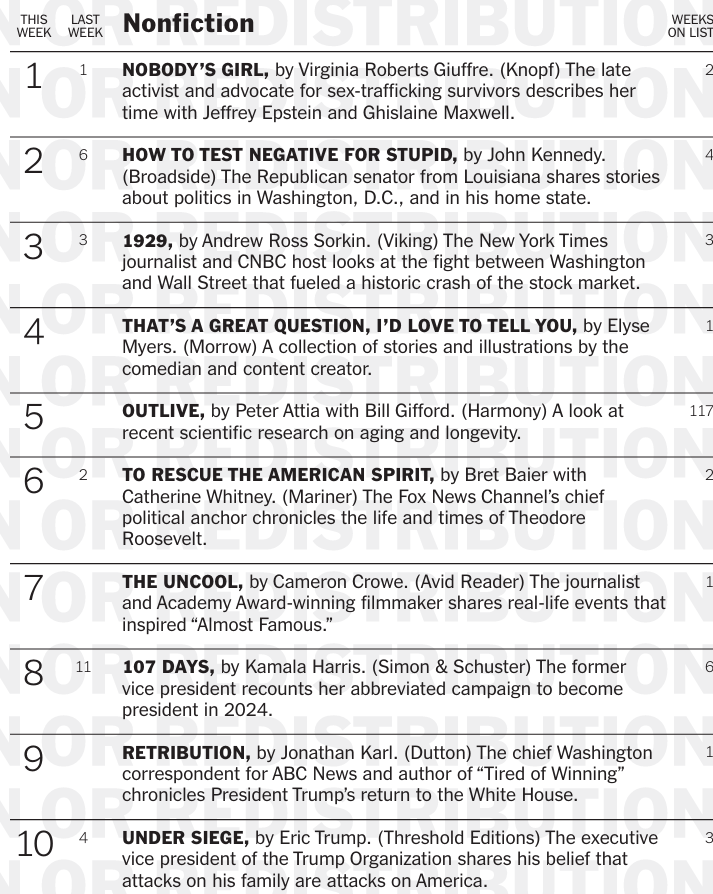 THIS WEEK LAST WEEK Nonfiction WEEKS ON LIST
1 1 NOBODY’S GIRL, by Virginia Roberts Giuffre. (Knopf) The late 2
activist and advocate for sex-trafficking survivors describes her
time with Jeffrey Epstein and Ghislaine Maxwell.
2 6 HOW TO TEST NEGATIVE FOR STUPID, by John Kennedy. 4
(Broadside) The Republican senator from Louisiana shares stories
about politics in Washington, D.C., and in his home state.
3 3 1929, by Andrew Ross Sorkin. (Viking) The New York Times 3
journalist and CNBC host looks at the fight between Washington
and Wall Street that fueled a historic crash of the stock market.
4 THAT’S A GREAT QUESTION, I’D LOVE TO TELL YOU, by Elyse 1
Myers. (Morrow) A collection of stories and illustrations by the
comedian and content creator.
5 OUTLIVE, by Peter Attia with Bill Gifford. (Harmony) A look at 117
recent scientific research on aging and longevity.
6 2 TO RESCUE THE AMERICAN SPIRIT, by Bret Baier with 2
Catherine Whitney. (Mariner) The Fox News Channel’s chief
political anchor chronicles the life and times of Theodore
Roosevelt.
7 THE UNCOOL, by Cameron Crowe. (Avid Reader) The journalist 1
and Academy Award-winning filmmaker shares real-life events that
inspired “Almost Famous.”
8 11 107 DAYS, by Kamala Harris. (Simon & Schuster) The former 6
vice president recounts her abbreviated campaign to become
president in 2024.
9 RETRIBUTION, by Jonathan Karl. (Dutton) The chief Washington 1
correspondent for ABC News and author of “Tired of Winning”
chronicles President Trump’s return to the White House.
10 4 UNDER SIEGE, by Eric Trump. (Threshold Editions) The executive 3
vice president of the Trump Organization shares his belief that
attacks on his family are attacks on America.